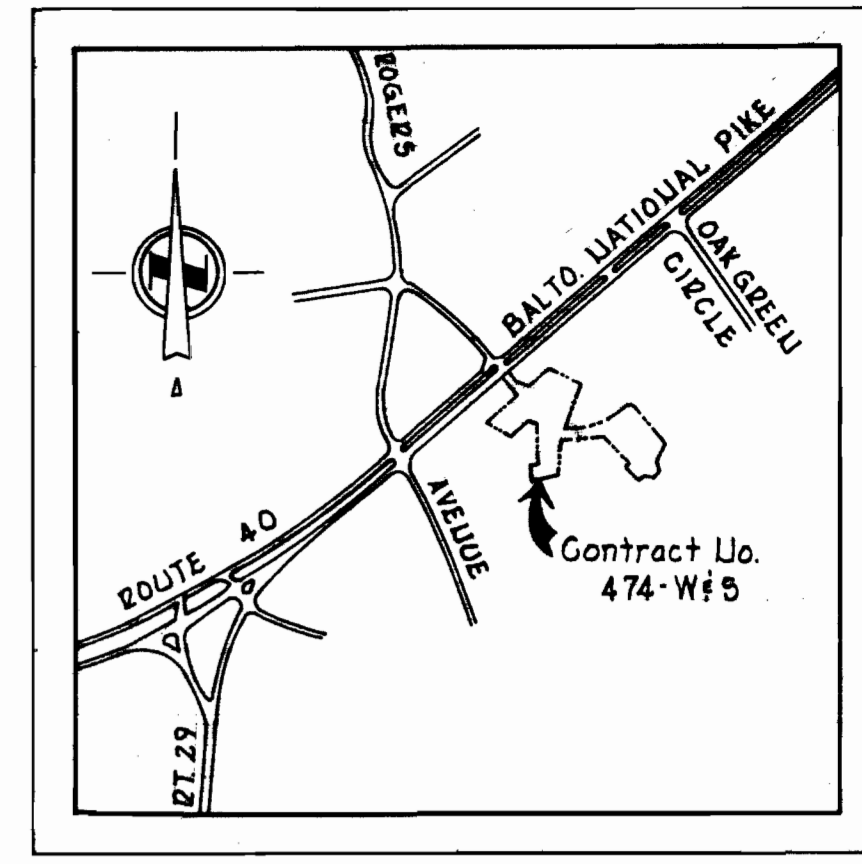 ROGERS
BALTO. NATIONAL PIKE
OAK GREEN
CIRCLE
N
AVENUE
ROUTE 40
Contract No.
474-W&S
RT. 29